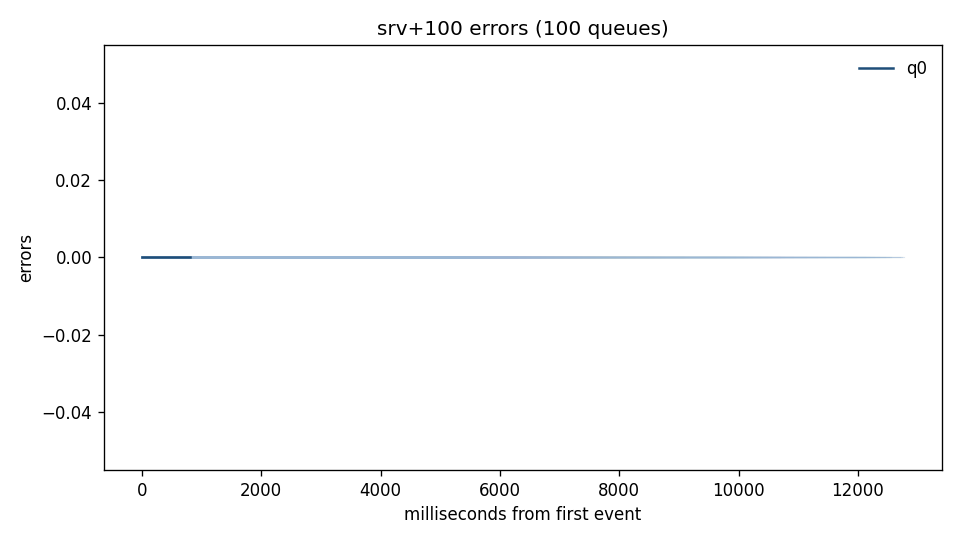 srv+100 errors (100 queues)
q0
0.04
0.02
0.00
−0.02
−0.04
errors
0 2000 4000 6000 8000 10000 12000
milliseconds from first event